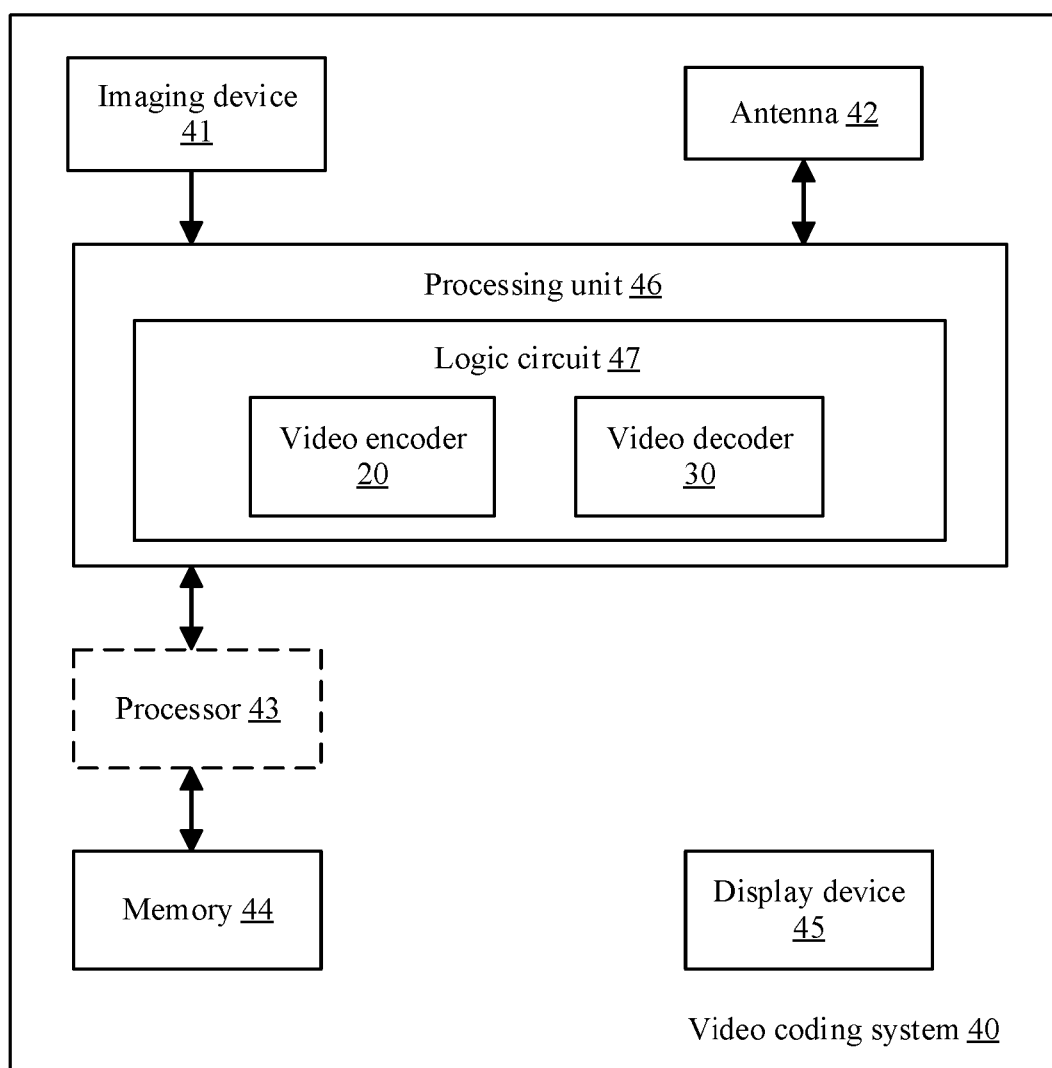 Imaging device
41
Antenna 42
Processing unit 46
Logic circuit 47
Video encoder
20
Video decoder
30
Processor 43
Memory 44
Display device
45
Video coding system 40